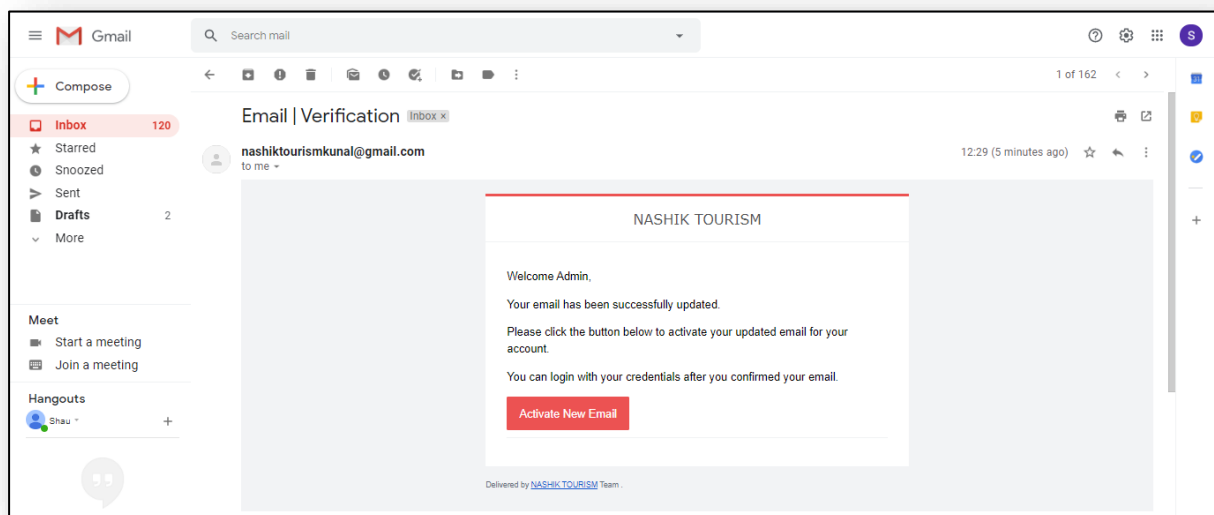 Gmail
Search mail
S
Compose
1 of 162
Inbox 120
Starred
Snoozed
Sent
Drafts 2
More
Email | Verification Inbox ×
nashiktourismkunal@gmail.com
to me
12:29 (5 minutes ago)
NASHIK TOURISM
Welcome Admin,
Your email has been successfully updated.
Please click the button below to activate your updated email for your
account.
You can login with your credentials after you confirmed your email.
Activate New Email
Delivered by NASHIK TOURISM Team .
Meet
Start a meeting
Join a meeting
Hangouts
Shau